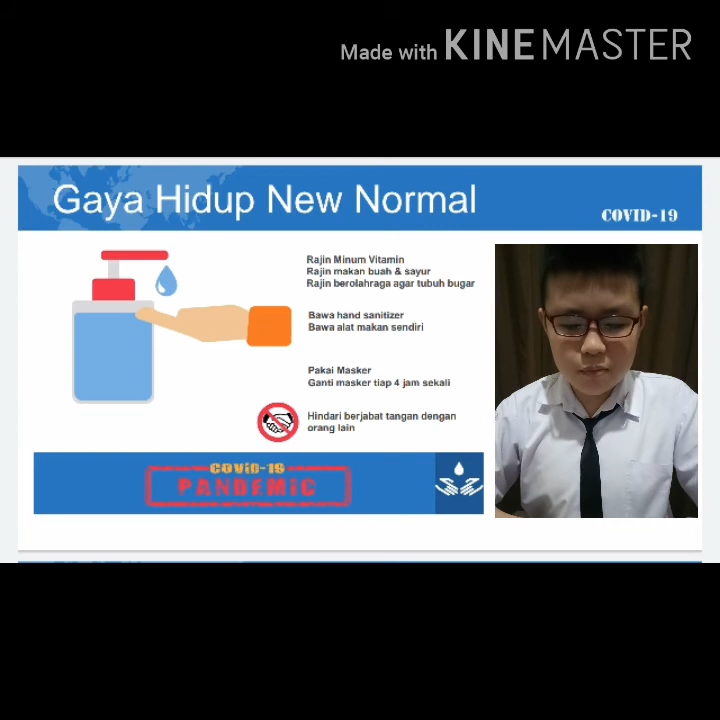 Made with KINEMASTER
Gaya Hidup New Normal
COVID-19
Rajin Minum Vitamin
Rajin makan buah & sayur
Rajin berolahraga agar tubuh bugar
Bawa hand sanitizer
Bawa alat makan sendiri
Pakai Masker
Ganti masker tiap 4 jam sekali
Hindari berjabat tangan dengan
orang lain
COVID-19
PANDEMIC